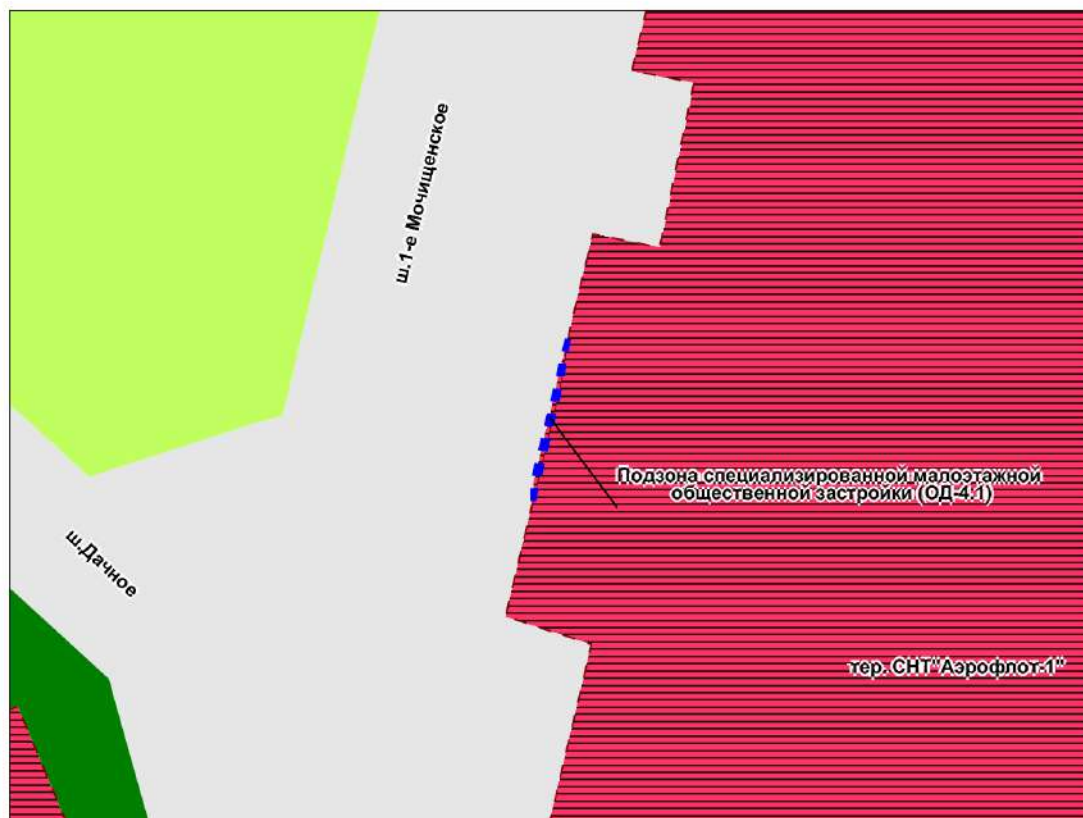 ш.1-е Мочищенское
Подзона специализированной малоэтажной
общественной застройки (ОД-4.1)
ш.Дачное
тер. СНТ"Аэрофлот-1"